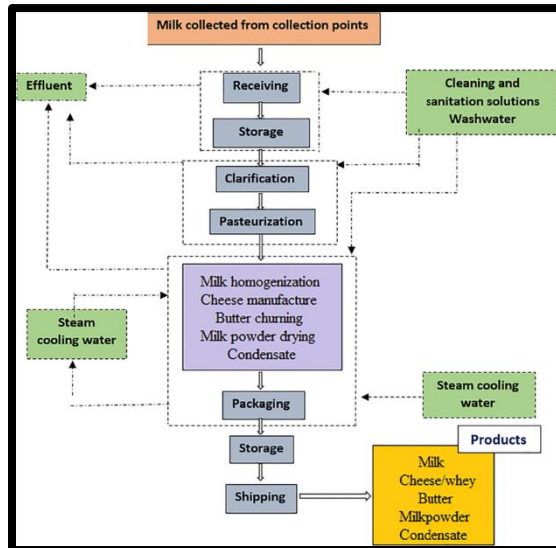 Milk collected from collection points
Effluent
Receiving
Cleaning and
sanitation solutions
Washwater
Storage
Clarification
Pasteurization
Milk homogenization
Cheese manufacture
Butter churning
Milk powder drying
Condensate
Steam
cooling water
Packaging
Steam cooling
water
Storage
Products
Shipping
Milk
Cheese/whey
Butter
Milkpowder
Condensate